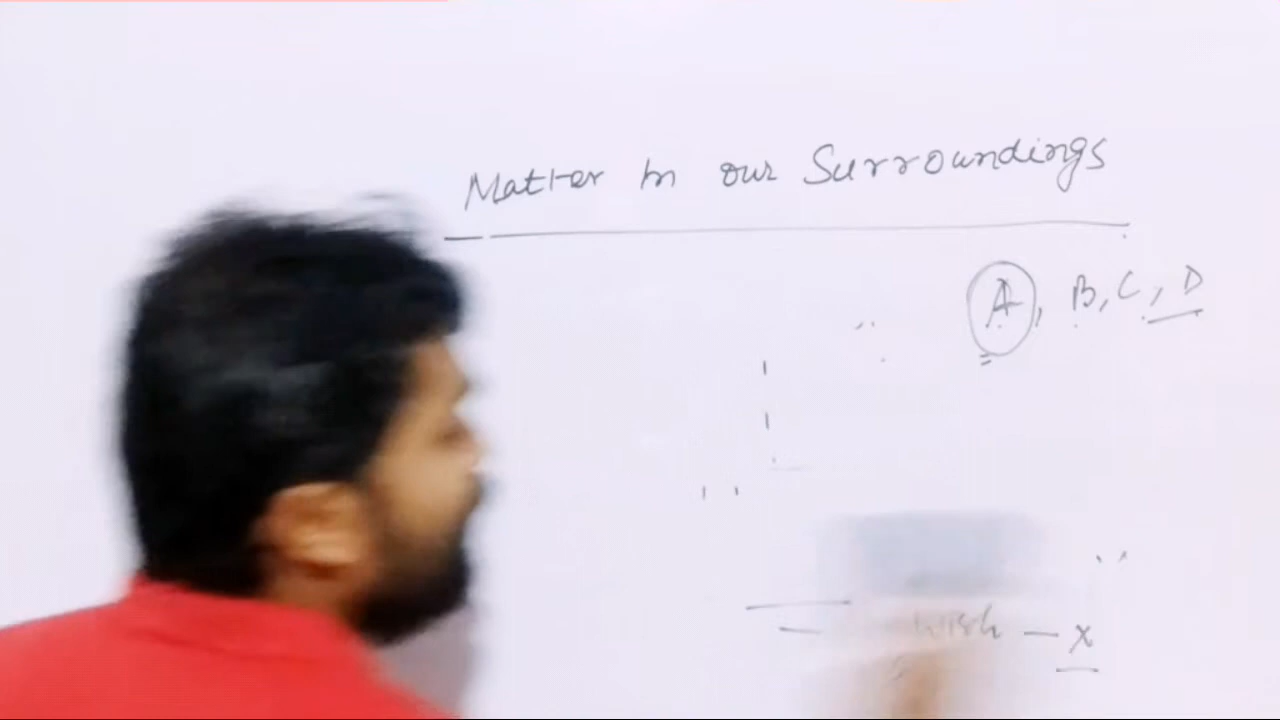 Matter in our Surroundings
A, B, C, D
— x